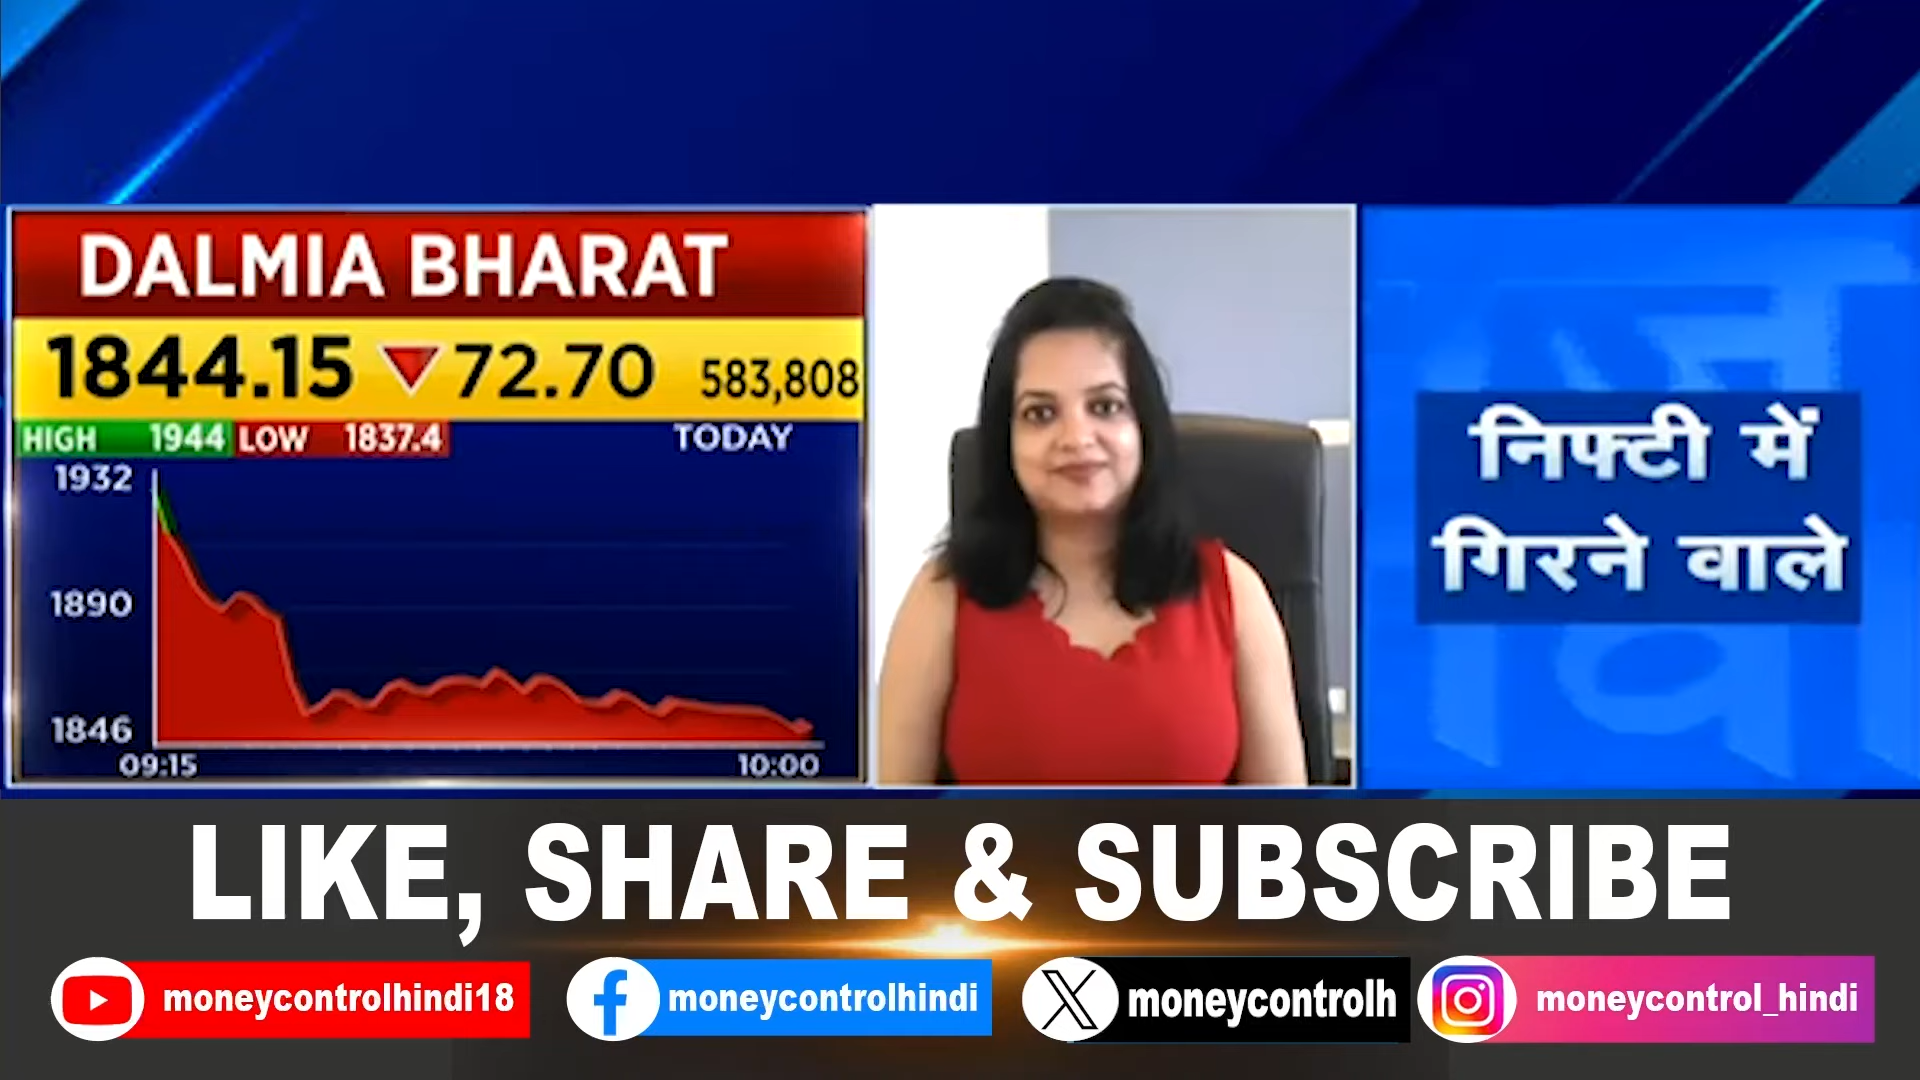 DALMIA BHARAT
1844.15 ▼72.70 583,808
HIGH 1944 LOW 1837.4 TODAY
1932
1890
1846
09:15 10:00
निफ्टी में
गिरने वाले
LIKE, SHARE & SUBSCRIBE
moneycontrolhindi18 moneycontrolhindi moneycontrolh moneycontrol_hindi